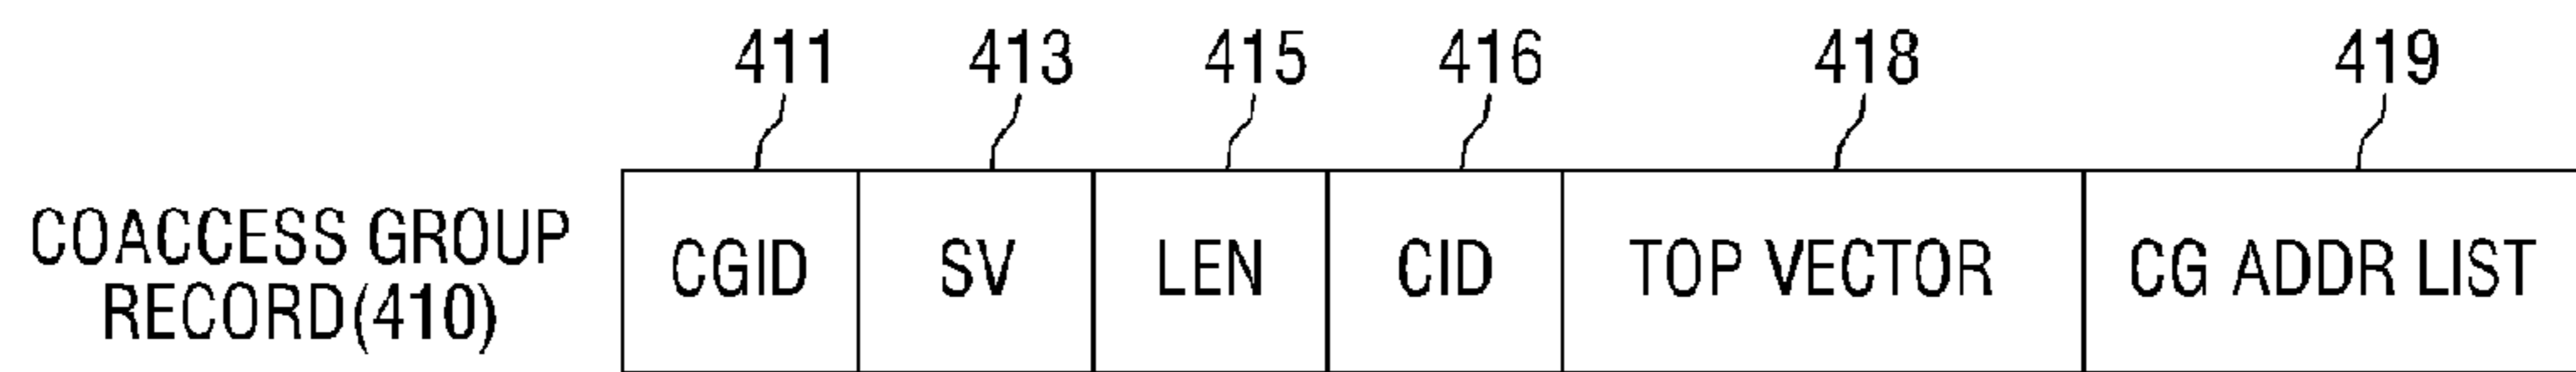 411 413 415 416 418 419
COACCESS GROUP
RECORD(410)
CGID SV LEN CID TOP VECTOR CG ADDR LIST